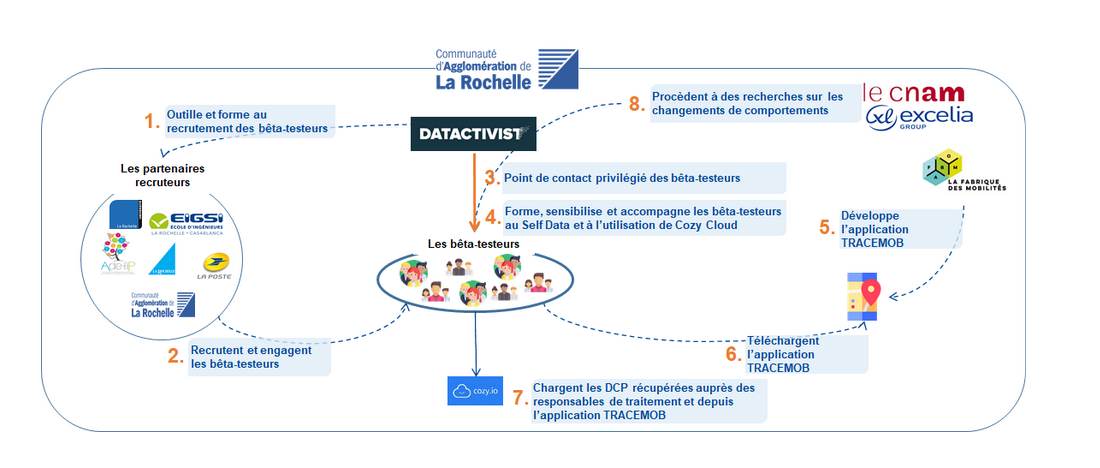 Communauté
d'Agglomération de
La Rochelle
1. Outille et forme au
recrutement des bêta-testeurs
DATACTIVIST
8. Procèdent à des recherches sur les
changements de comportements
le cnam
excelia
GROUP
Les partenaires
recruteurs
3. Point de contact privilégié des bêta-testeurs
FABMOB
LA FABRIQUE
DES MOBILITÉS
4. Forme, sensibilise et accompagne les bêta-testeurs
au Self Data et à l'utilisation de Cozy Cloud
5. Développe
l'application
TRACEMOB
La Rochelle
EIGSI
ÉCOLE D'INGÉNIEURS
LA ROCHELLE • CASABLANCA
Les bêta-testeurs
LA POSTE
Communauté
d'Agglomération de
La Rochelle
2. Recrutent et engagent
les bêta-testeurs
6. Téléchargent
l'application
TRACEMOB
cozy.io
7. Chargent les DCP récupérées auprès des
responsables de traitement et depuis
l'application TRACEMOB